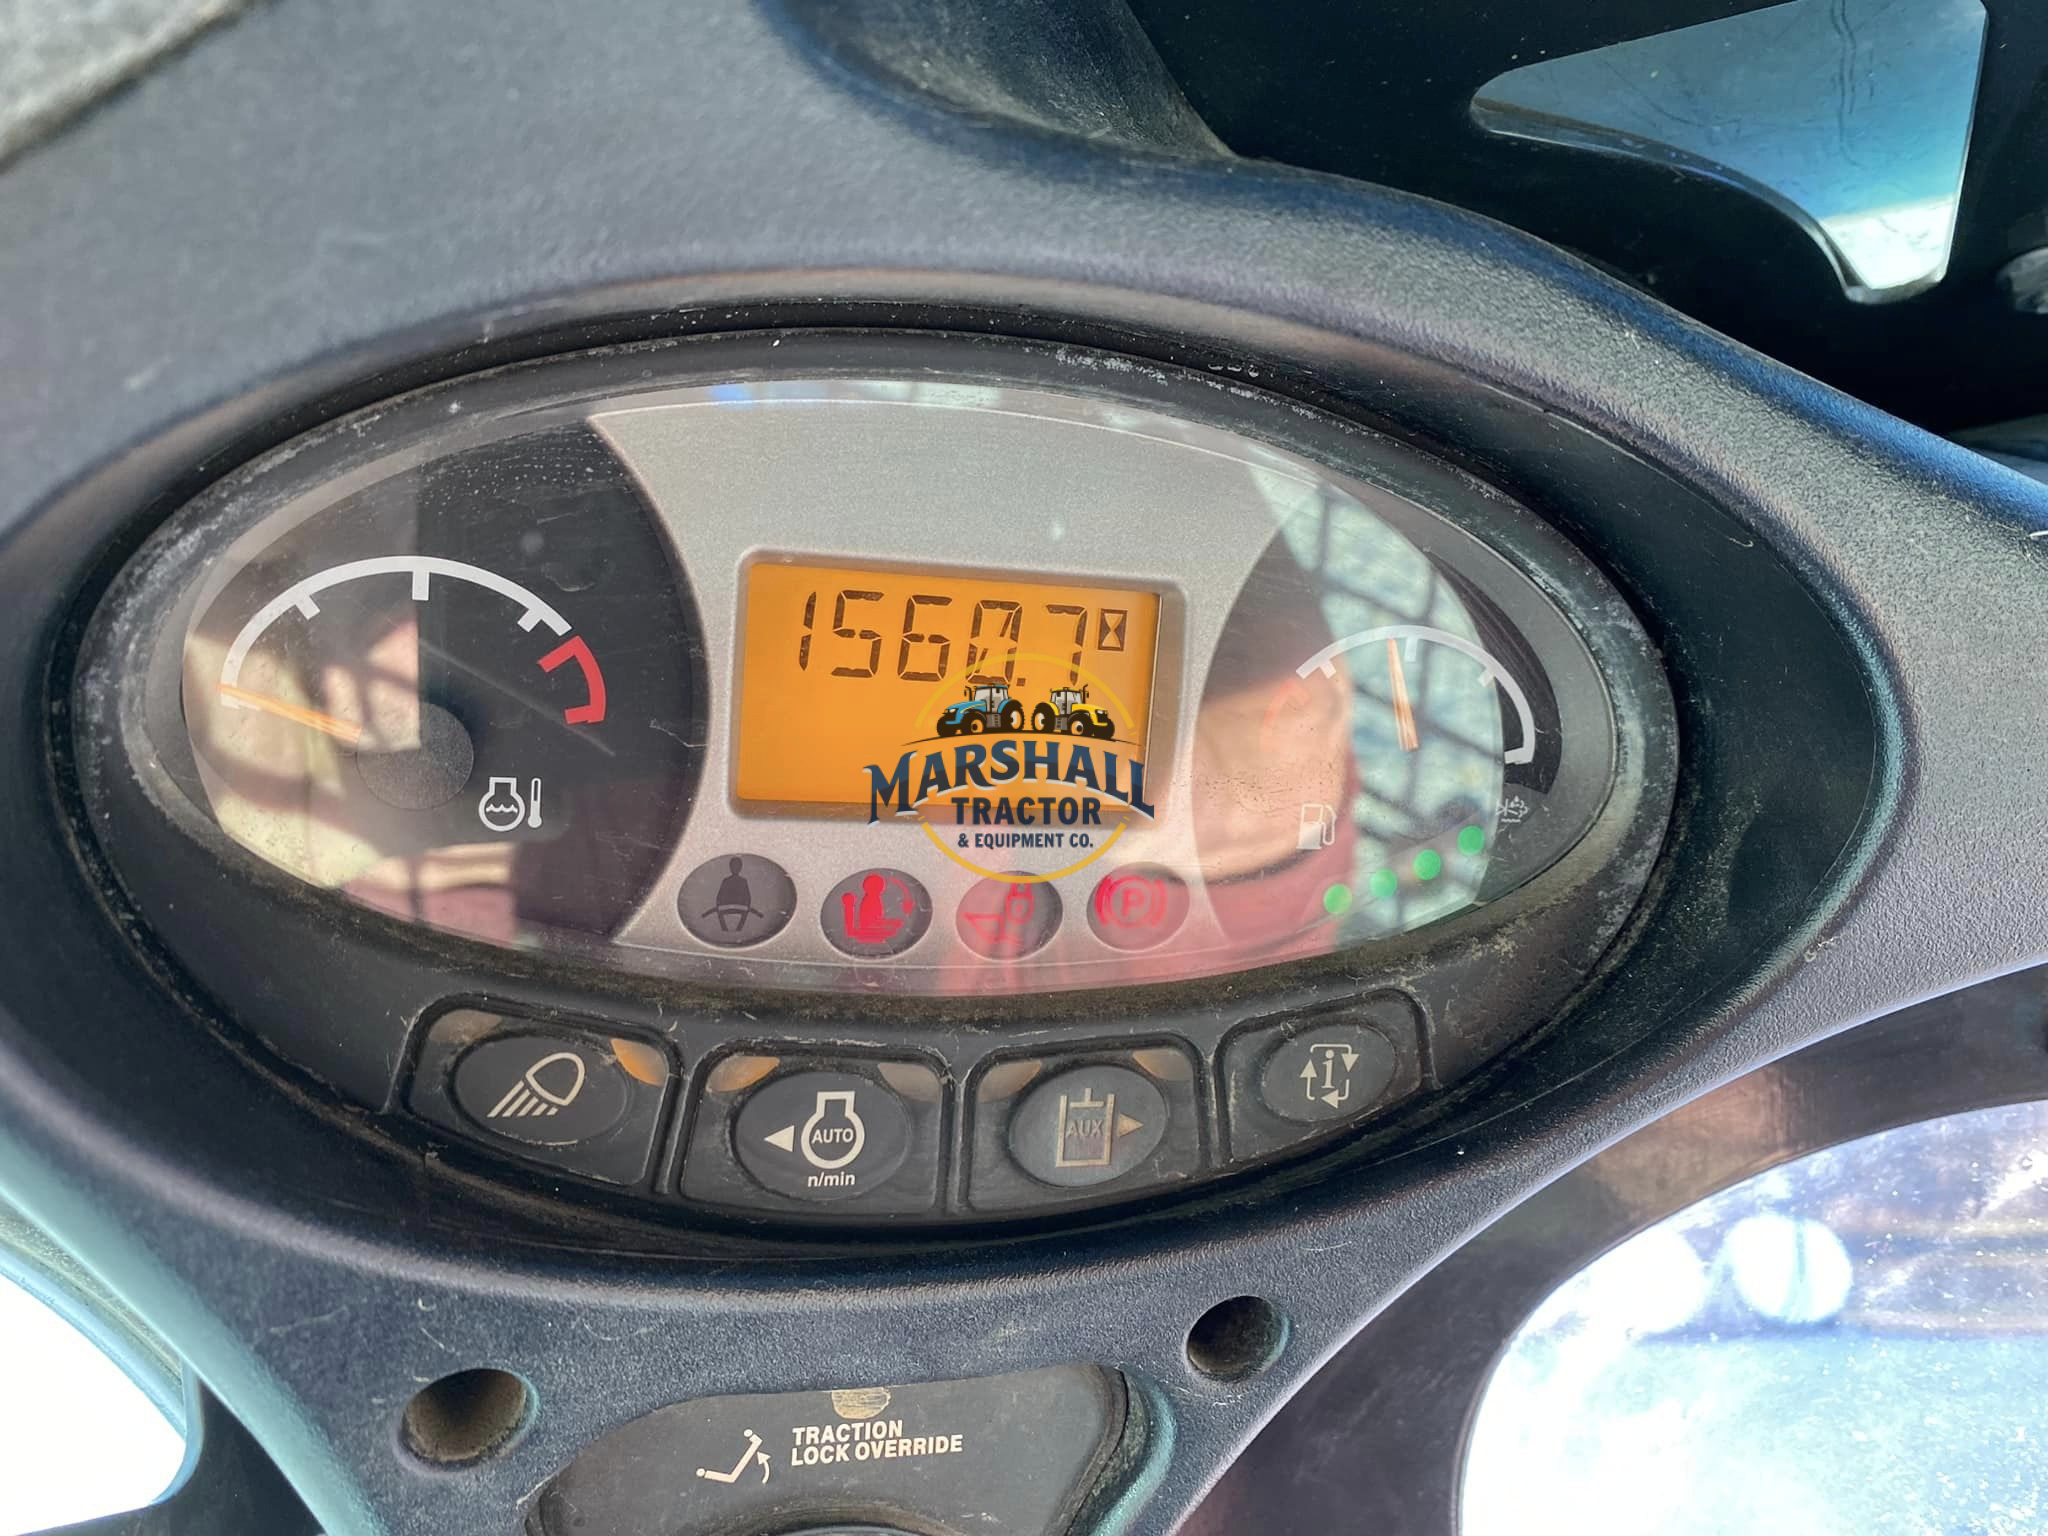 1560.7
MARSHALL
TRACTOR
& EQUIPMENT CO.
P
AUTO
n/min
AUX
i
TRACTION
LOCK OVERRIDE